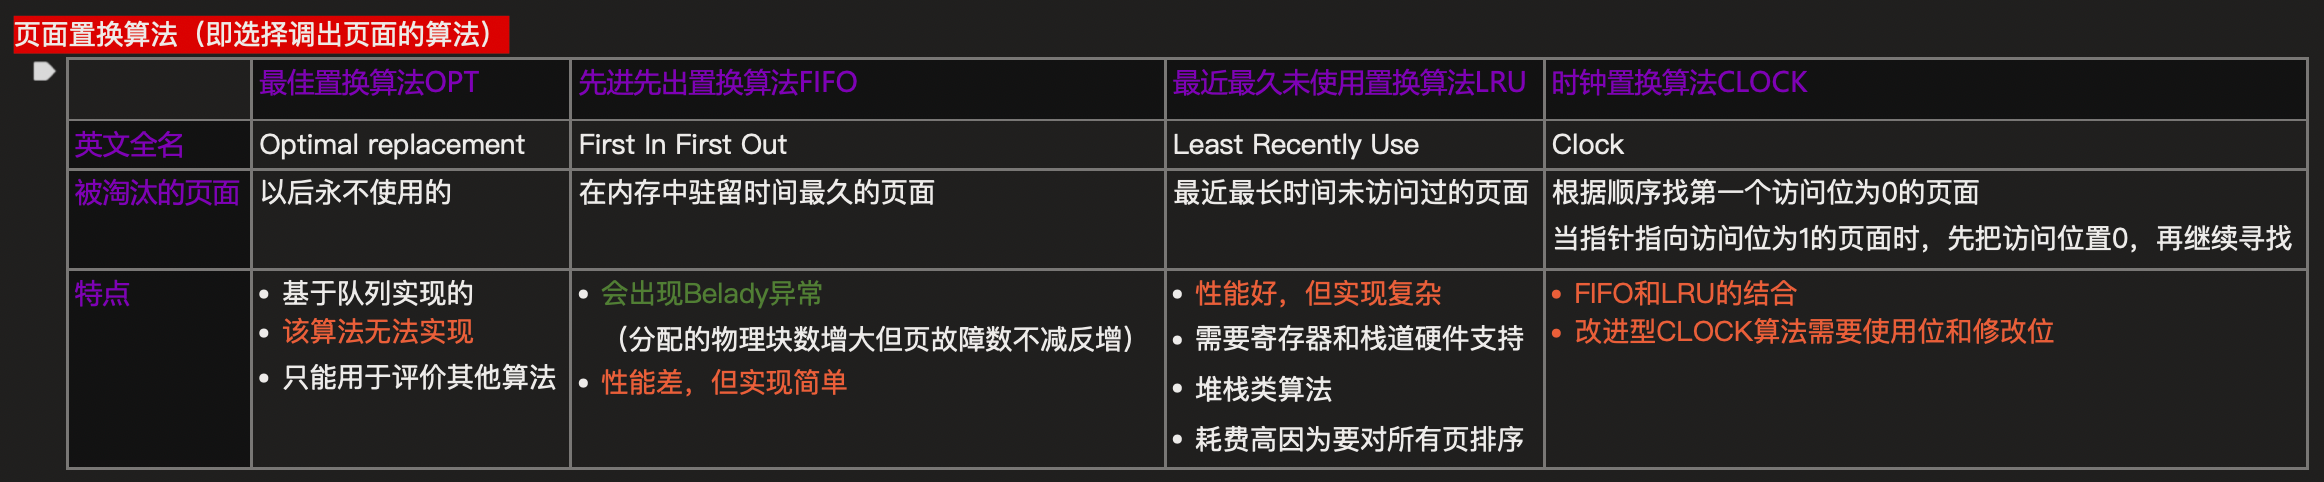 页面置换算法（即选择调出页面的算法）
最佳置换算法OPT
先进先出置换算法FIFO
最近最久未使用置换算法LRU
时钟置换算法CLOCK
英文全名
Optimal replacement
First In First Out
Least Recently Use
Clock
被淘汰的页面
以后永不使用的
在内存中驻留时间最久的页面
最近最长时间未访问过的页面
根据顺序找第一个访问位为0的页面
当指针指向访问位为1的页面时，先把访问位置0，再继续寻找
特点
• 基于队列实现的
• 该算法无法实现
• 只能用于评价其他算法
• 会出现Belady异常
（分配的物理块数增大但页故障数不减反增）
• 性能差，但实现简单
• 性能好，但实现复杂
• 需要寄存器和栈道硬件支持
• 堆栈类算法
• 耗费高因为要对所有页排序
• FIFO和LRU的结合
• 改进型CLOCK算法需要使用位和修改位